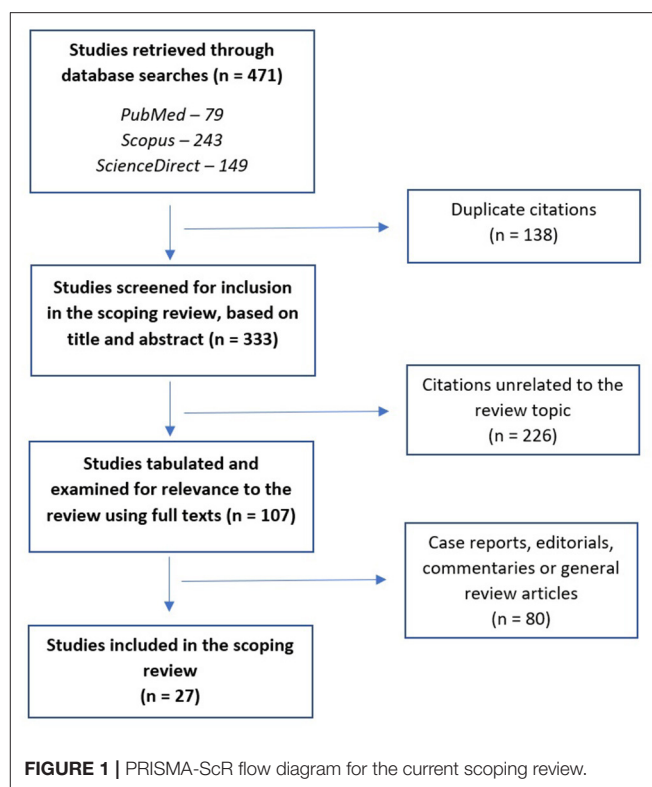 Studies retrieved through
database searches (n = 471)
PubMed – 79
Scopus – 243
ScienceDirect – 149
Duplicate citations
(n = 138)
Studies screened for inclusion
in the scoping review, based on
title and abstract (n = 333)
Citations unrelated to the
review topic
(n = 226)
Studies tabulated and
examined for relevance to the
review using full texts (n = 107)
Case reports, editorials,
commentaries or general
review articles
(n = 80)
Studies included in the scoping
review
(n = 27)
FIGURE 1 | PRISMA-ScR flow diagram for the current scoping review.